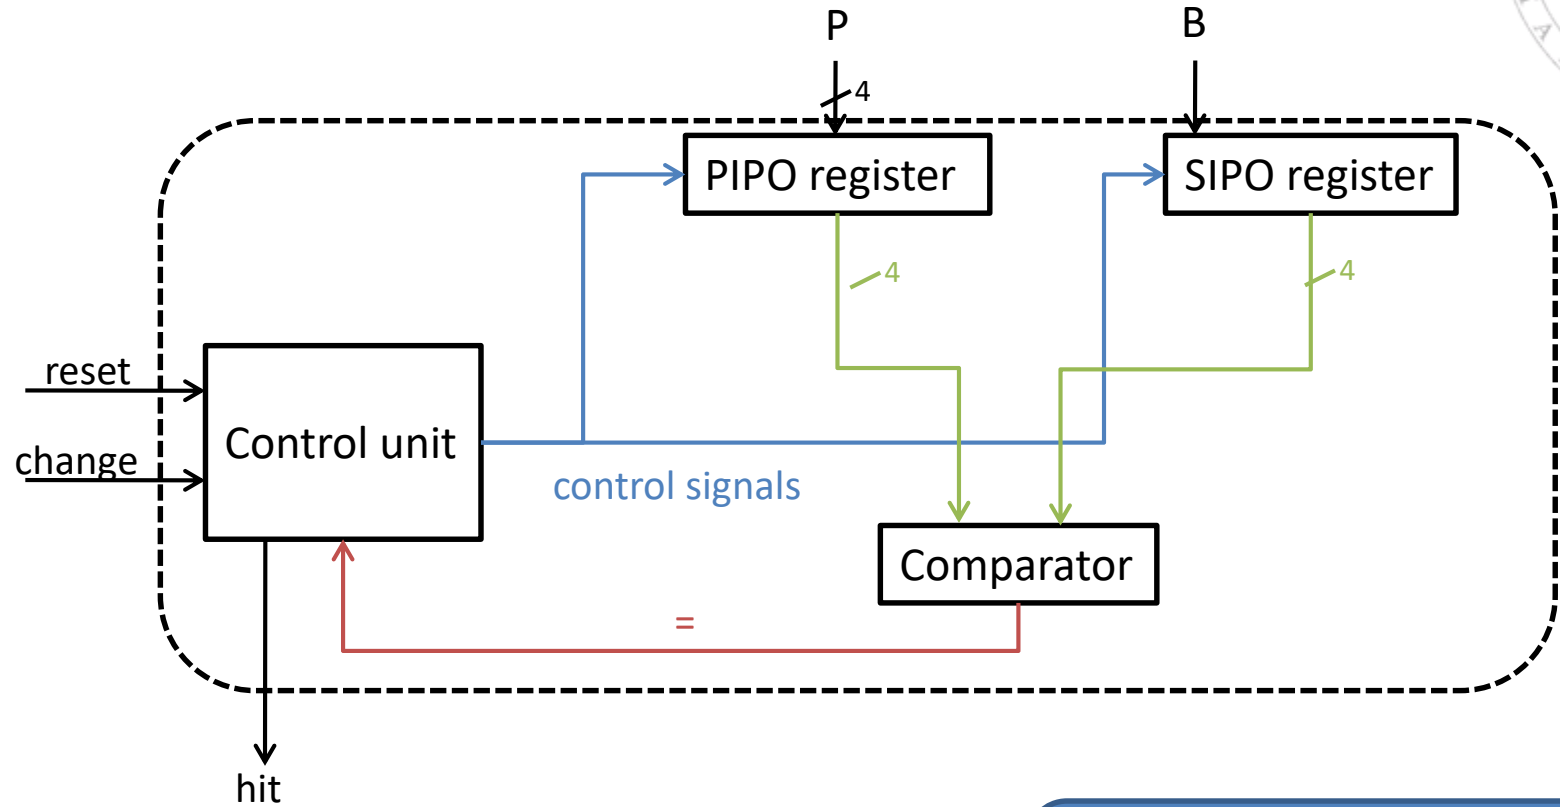 P
B
4
PIPO register
SIPO register
4
4
reset
Control unit
change
control signals
Comparator
=
hit